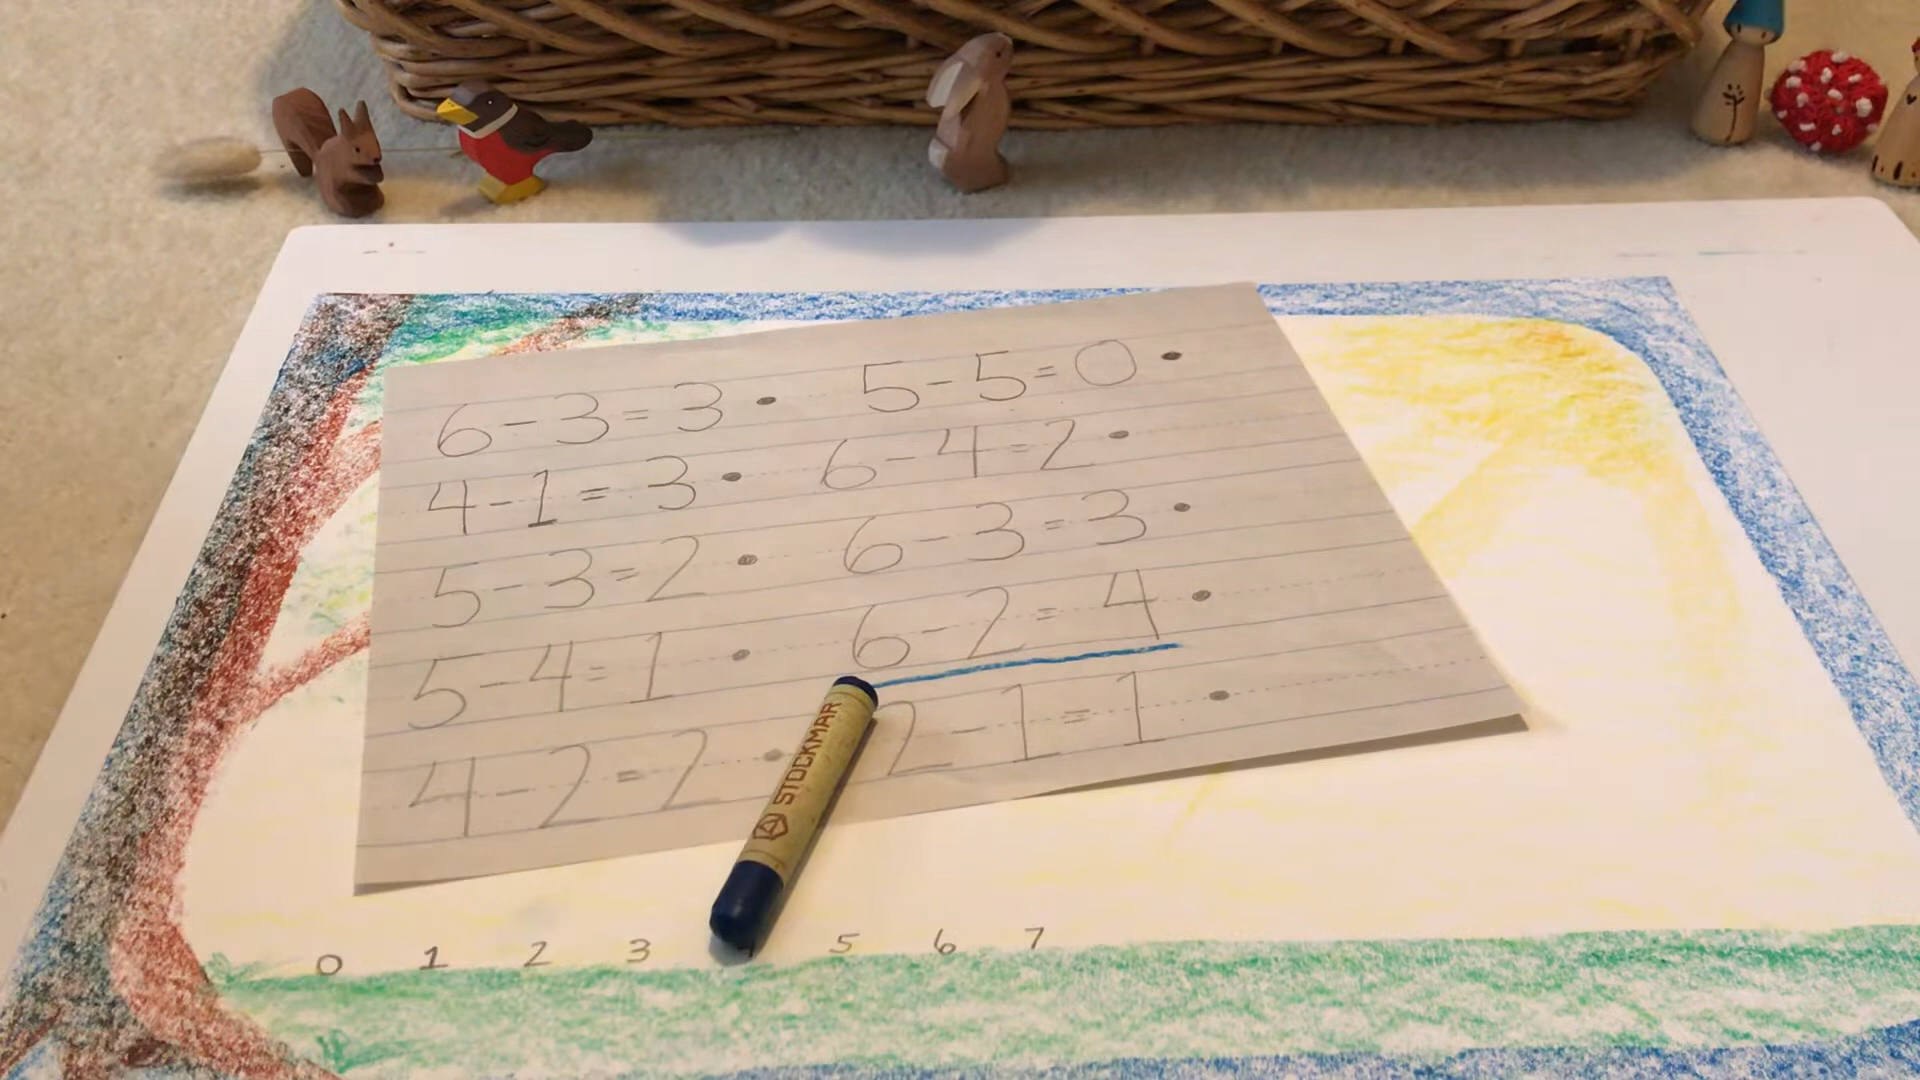 6-3=3 • 5-5=0 •
4-1=3 • 6-4=2 •
5-3=2 • 6-3=3 •
5-4=1 • 6-2=4 •
4-2=2 • 2-1=1 •
STOCKMAR
0 1 2 3 5 6 7